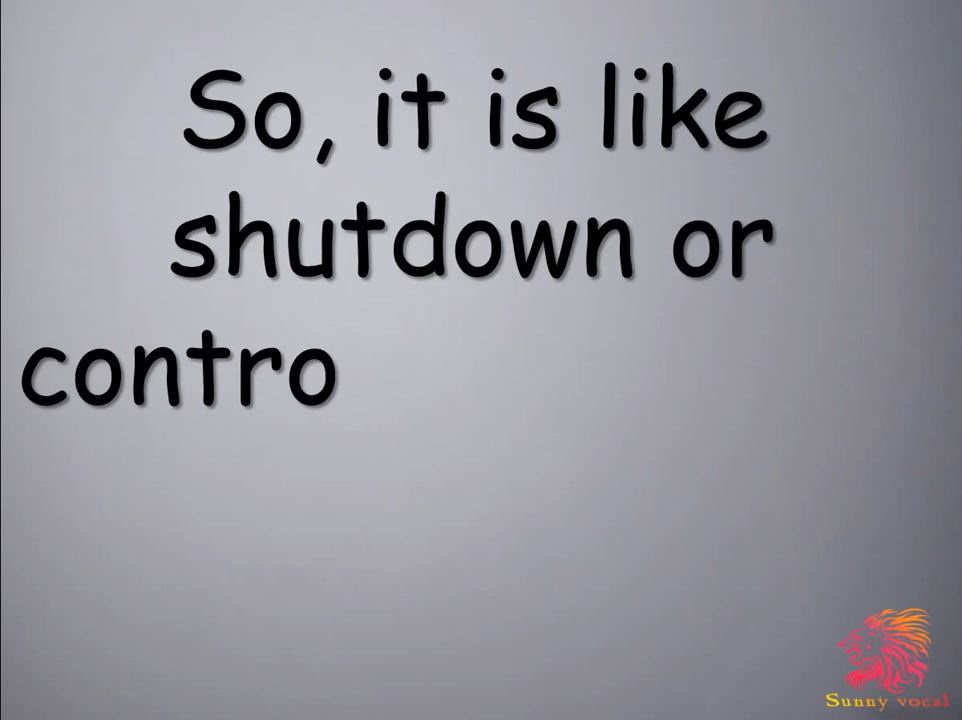 So, it is like
shutdown or
contro
Sunny vocal